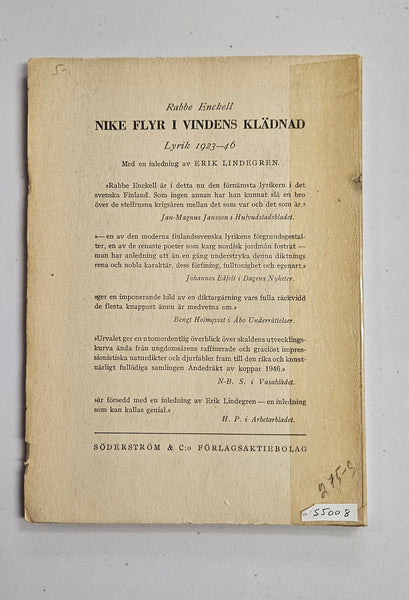 5-
Rabbe Enckell
NIKE FLYR I VINDENS KLÄDNAD
Lyrik 1923—46
Med en inledning av ERIK LINDEGREN.
»Rabbe Enckell är i detta nu den förnämsta lyrikern i det
svenska Finland. Som ingen annan har han kunnat slå en bro
över de stelfrusna krigsåren mellan det som var och det som är.»
Jan-Magnus Jansson i Hufvudstadsbladet.
»— en av den moderna finlandssvenska lyrikens förgrundsgestal-
ter, en av de renaste poeter som karg nordisk jordmån fostrat —
man har anledning att än en gång understryka denna diktnings
rena och nobla karaktär, dess förfining, fulltonighet och egenart.»
Johannes Edfelt i Dagens Nyheter.
»ger en imponerande bild av en diktargärning vars fulla räckvidd
de flesta knappast ännu är medvetna om.»
Bengt Holmqvist i Åbo Underrättelser.
»Urvalet ger en utomordentlig överblick över skaldens utvecklings-
kurva ända från ungdomsårens raffinerade och graciöst impres-
sionistiska naturdikter och djurfabler fram till den rika och konst-
närligt fullödiga samlingen Andedräkt av koppar 1946.»
N-B. S. i Vasabladet.
»är försedd med en inledning av Erik Lindegren — en inledning
som kan kallas genial.»
H. P. i Arbetarbladet.
SÖDERSTRÖM & C:o FÖRLAGSAKTIEBOLAG
55008